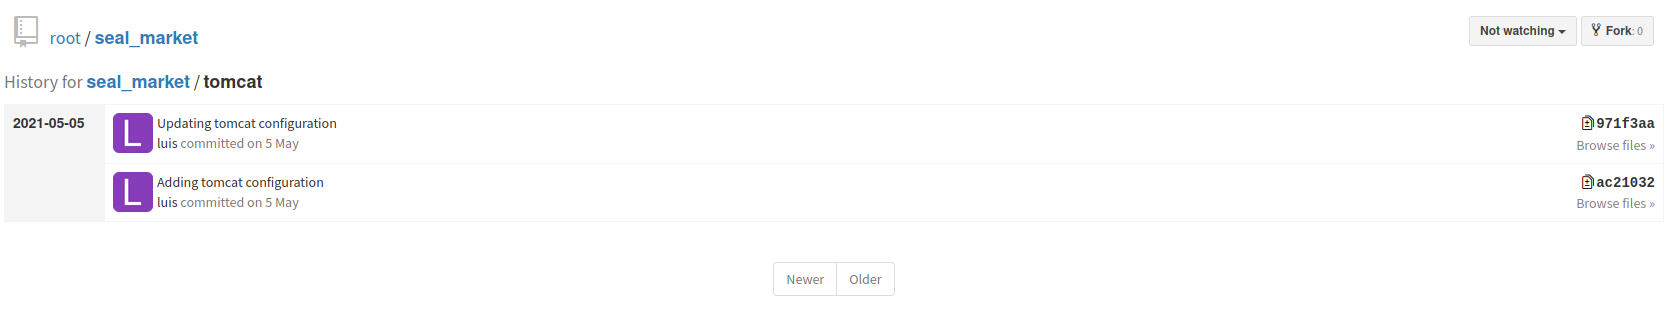 root / seal_market
Not watching
Fork: 0
History for seal_market / tomcat
2021-05-05
L
Updating tomcat configuration
luis committed on 5 May
971f3aa
Browse files »
L
Adding tomcat configuration
luis committed on 5 May
ac21032
Browse files »
Newer
Older